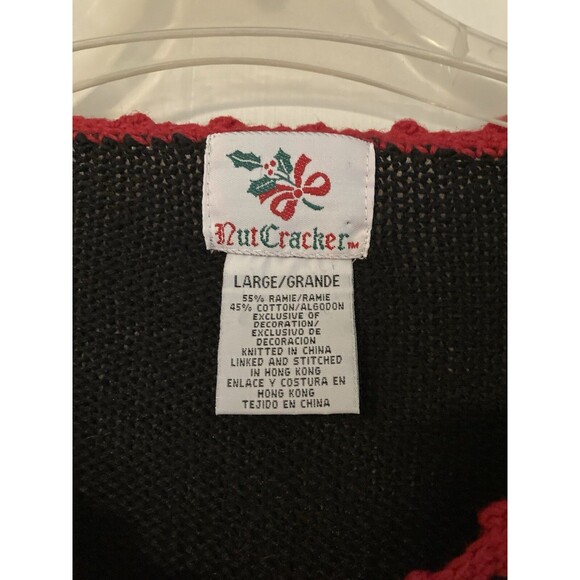 NutCracker™
LARGE/GRANDE
55% RAMIE/RAMIE
45% COTTON/ALGODON
EXCLUSIVE OF
DECORATION/
EXCLUSIVO DE
DECORACION
KNITTED IN CHINA
LINKED AND STITCHED
IN HONG KONG
ENLACE Y COSTURA EN
HONG KONG
TEJIDO EN CHINA